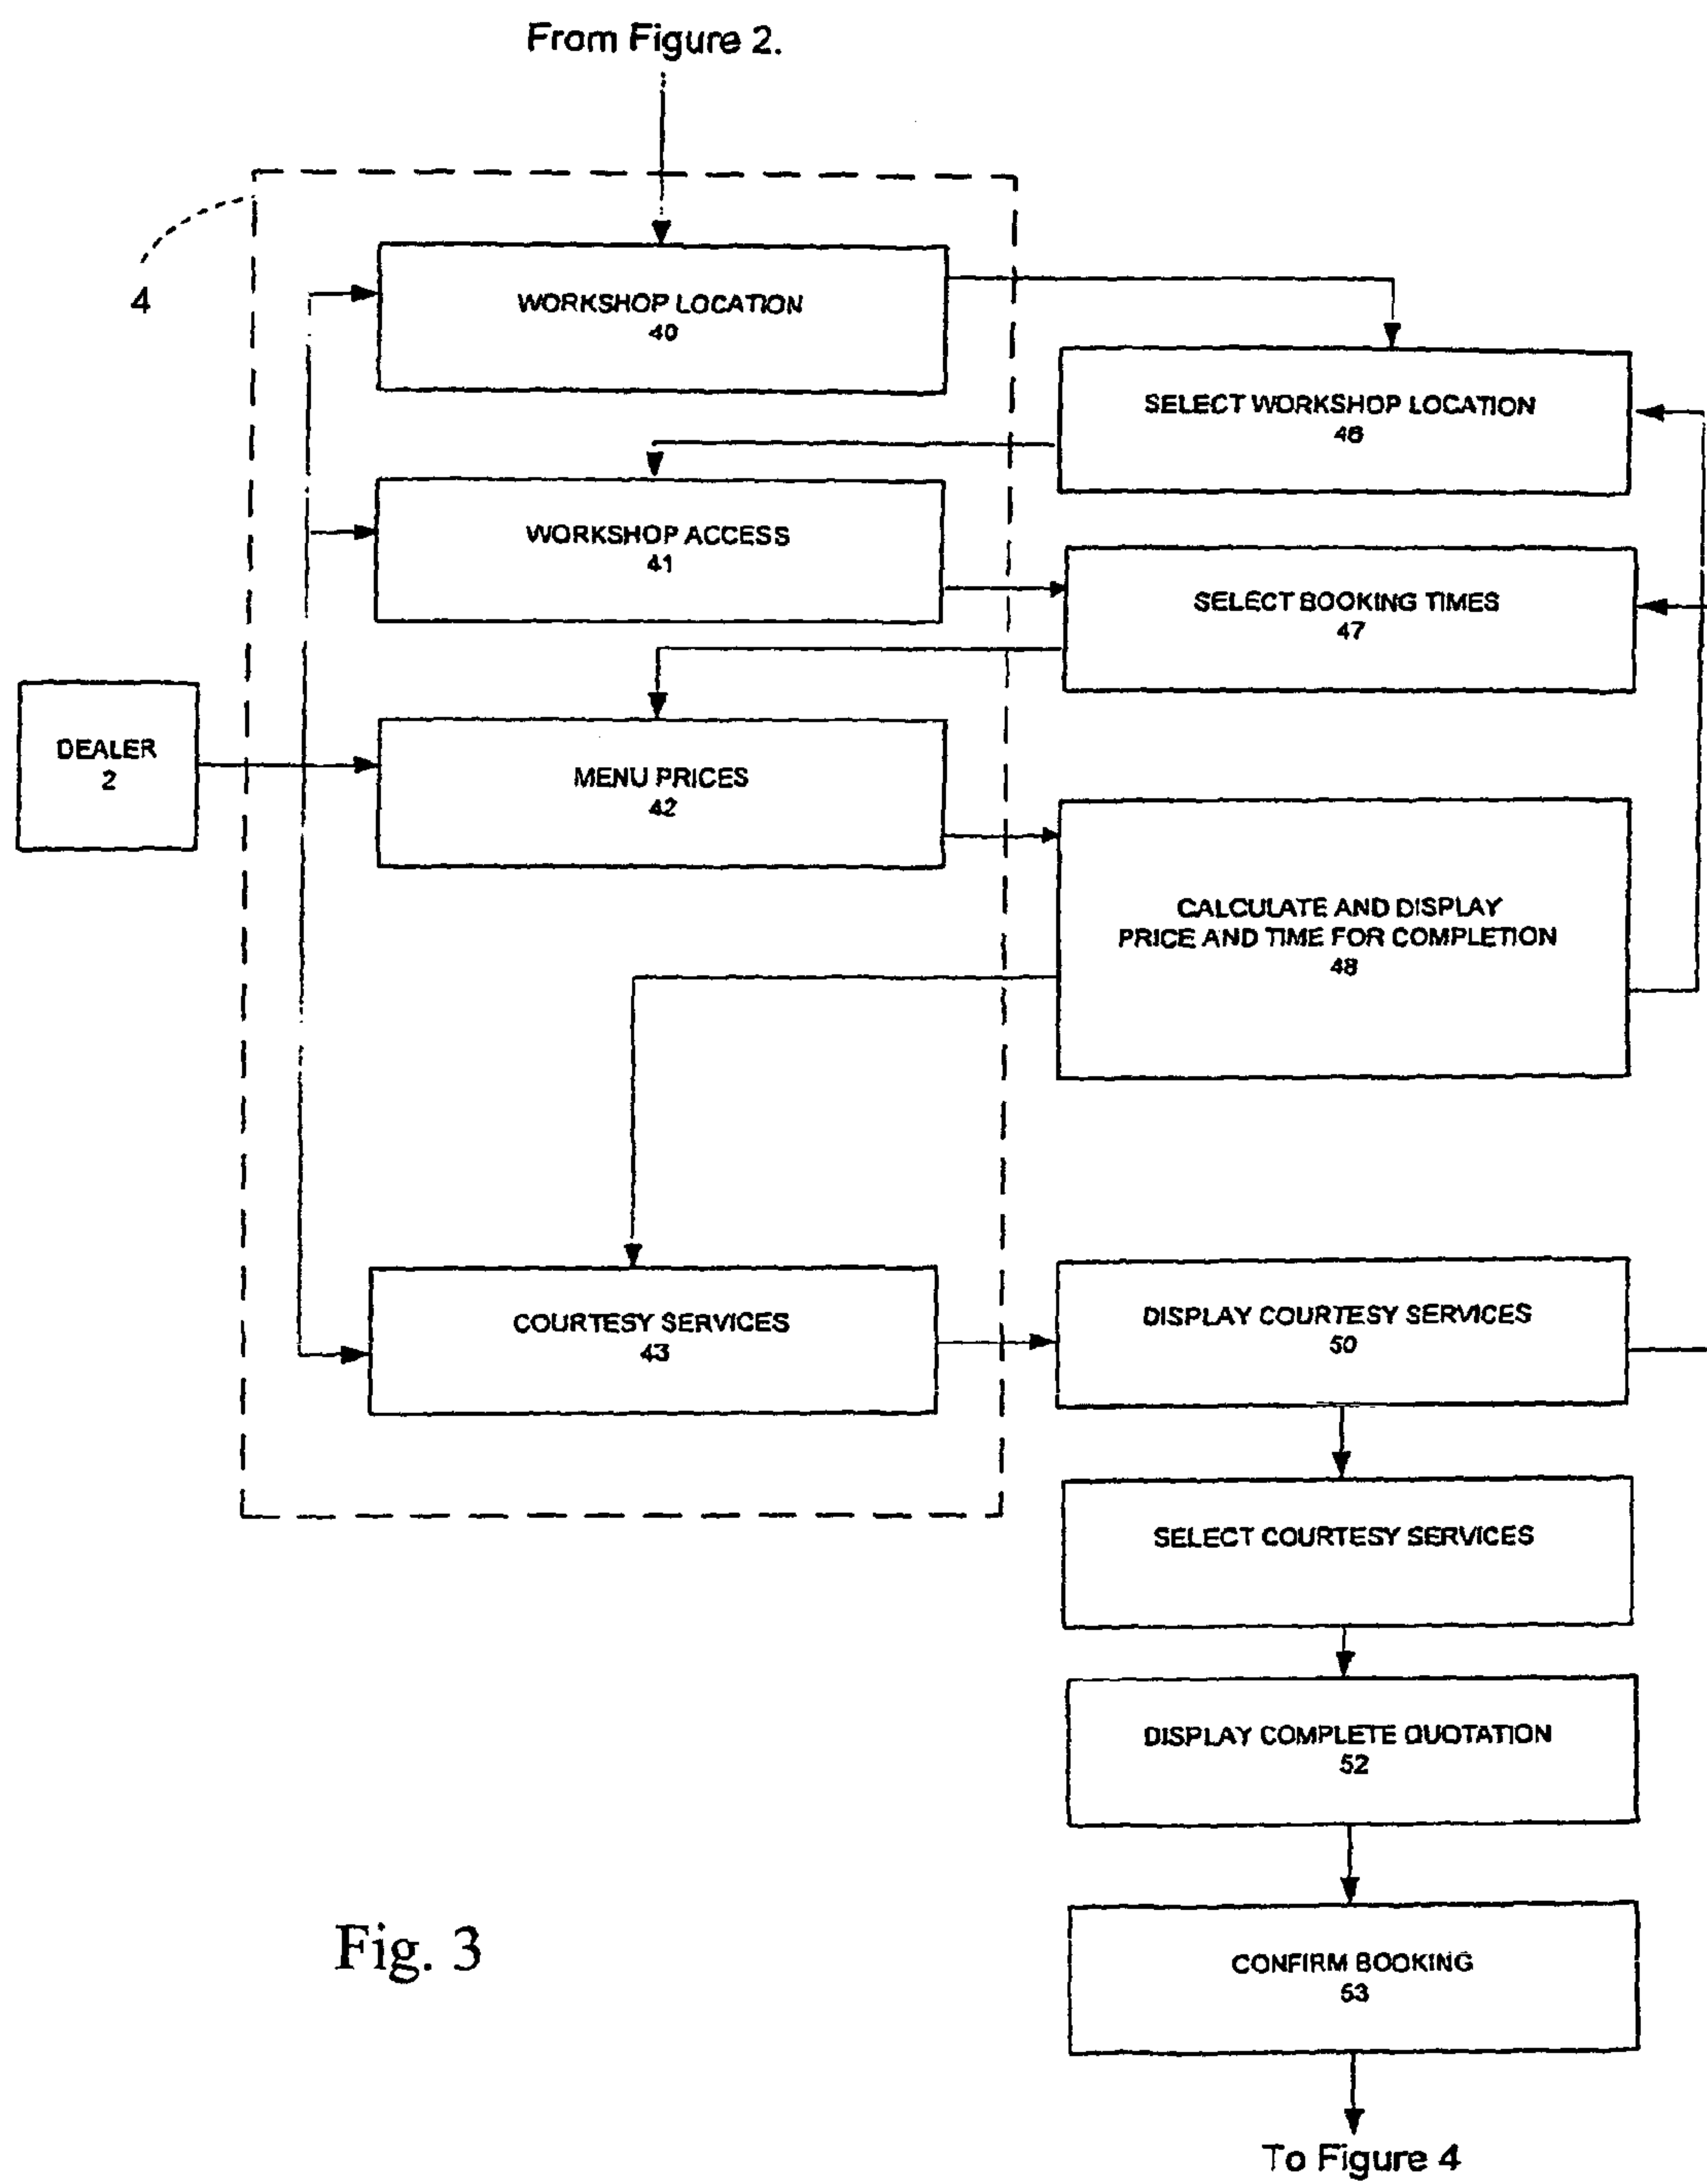 From Figure 2.
4
WORKSHOP LOCATION
40
SELECT WORKSHOP LOCATION
46
WORKSHOP ACCESS
41
SELECT BOOKING TIMES
47
DEALER
2
MENU PRICES
42
CALCULATE AND DISPLAY
PRICE AND TIME FOR COMPLETION
48
COURTESY SERVICES
43
DISPLAY COURTESY SERVICES
50
SELECT COURTESY SERVICES
DISPLAY COMPLETE QUOTATION
52
CONFIRM BOOKING
53
Fig. 3
To Figure 4